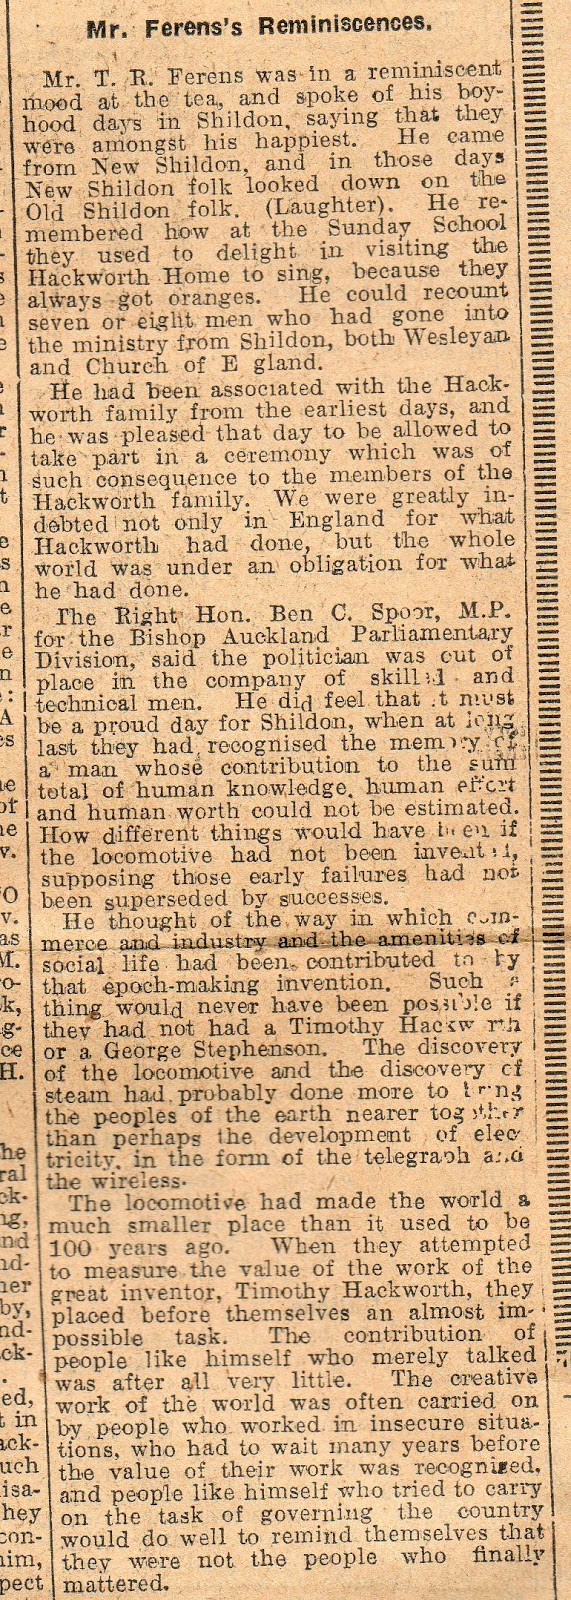 Mr. Ferens's Reminiscences.
Mr. T. R. Ferens was in a reminiscent
mood at the tea, and spoke of his boy-
hood days in Shildon, saying that they
were amongst his happiest. He came
from New Shildon, and in those days
New Shildon folk looked down on the
Old Shildon folk. (Laughter). He re-
membered how at the Sunday School
they used to delight in visiting the
Hackworth Home to sing, because they
always got oranges. He could recount
seven or eight men who had gone into
the ministry from Shildon, both Wesleyan
and Church of E gland.
He had been associated with the Hack-
worth family from the earliest days, and
he was pleased that day to be allowed to
take part in a ceremony which was of
such consequence to the members of the
Hackworth family. We were greatly in-
debted not only in England for what
Hackworth had done, but the whole
world was under an obligation for what
he had done.
The Right Hon. Ben C. Spoor, M.P.
for the Bishop Auckland Parliamentary
Division, said the politician was out of
place in the company of skilled and
technical men. He did feel that it must
be a proud day for Shildon, when at long
last they had recognised the memory of
a man whose contribution to the sum
total of human knowledge, human effort
and human worth could not be estimated.
How different things would have been if
the locomotive had not been invented,
supposing those early failures had not
been superseded by successes.
He thought of the way in which com-
merce and industry and the amenities of
social life had been contributed to by
that epoch-making invention. Such a
thing would never have been possible if
they had not had a Timothy Hackworth
or a George Stephenson. The discovery
of the locomotive and the discovery of
steam had probably done more to bring
the peoples of the earth nearer together
than perhaps the development of elec-
tricity, in the form of the telegraph and
the wireless.
The locomotive had made the world a
much smaller place than it used to be
100 years ago. When they attempted
to measure the value of the work of the
great inventor, Timothy Hackworth, they
placed before themselves an almost im-
possible task. The contribution of
people like himself who merely talked
was after all very little. The creative
work of the world was often carried on
by people who worked in insecure situa-
tions, who had to wait many years before
the value of their work was recognised,
and people like himself who tried to carry
on the task of governing the country
would do well to remind themselves that
they were not the people who finally
mattered.